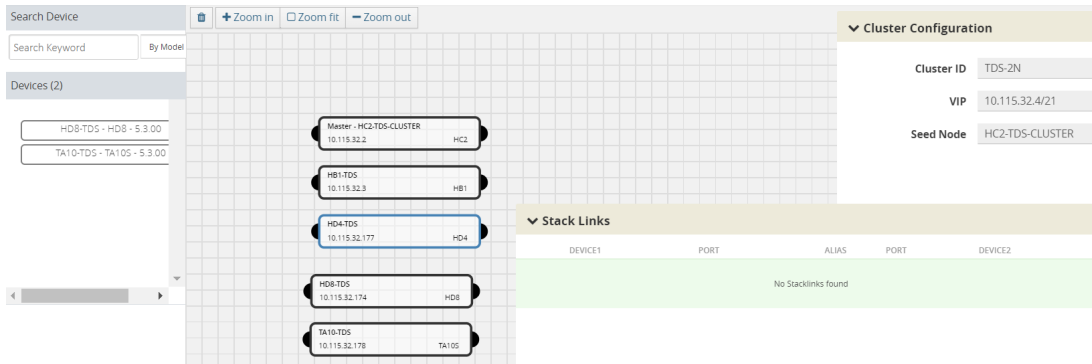 Search Device
Search Keyword
By Model
Devices (2)
HD8-TDS - HD8 - 5.3.00
TA10-TDS - TA10S - 5.3.00
Zoom in
Zoom fit
Zoom out
Master - HC2-TDS-CLUSTER
10.115.32.2 HC2
HB1-TDS
10.115.32.3 HB1
HD4-TDS
10.115.32.177 HD4
HD8-TDS
10.115.32.174 HD8
TA10-TDS
10.115.32.178 TA10S
Cluster Configuration
Cluster ID TDS-2N
VIP 10.115.32.4/21
Seed Node HC2-TDS-CLUSTER
Stack Links
DEVICE1 PORT ALIAS PORT DEVICE2
No Stacklinks found